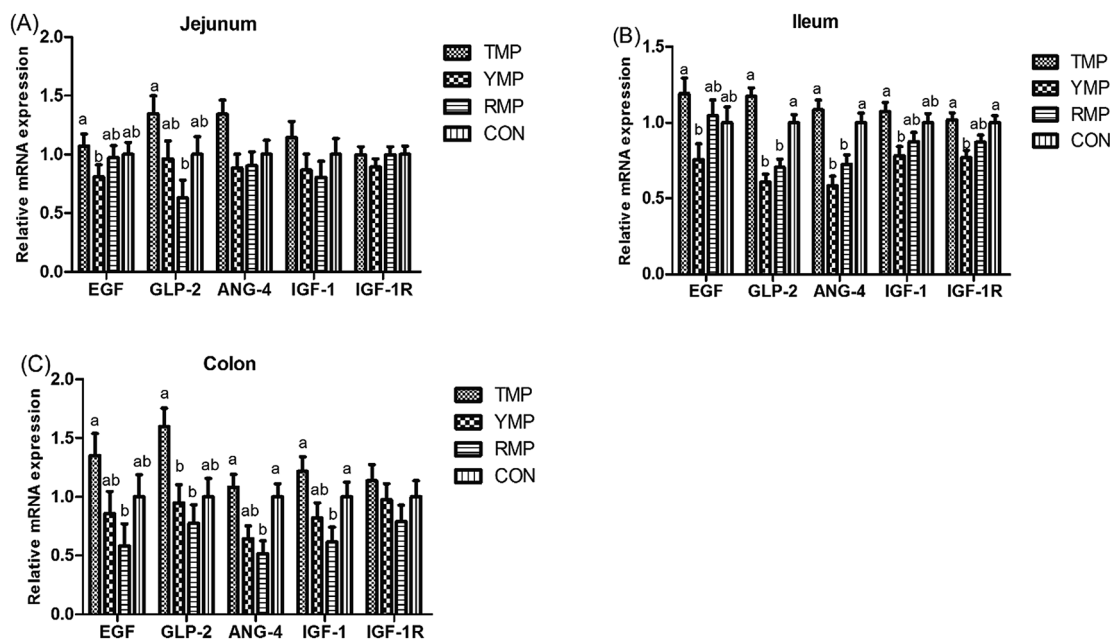 (A)
Jejunum
Relative mRNA expression
2.0
1.5
1.0
0.5
0.0
a
b
ab
ab
a
ab
b
ab
EGF
GLP-2
ANG-4
IGF-1
IGF-1R
TMP
YMP
RMP
CON
(B)
Ileum
Relative mRNA expression
1.5
1.0
0.5
0.0
a
b
ab
ab
a
b
b
a
a
b
b
a
a
b
b
ab
a
b
ab
a
EGF
GLP-2
ANG-4
IGF-1
IGF-1R
TMP
YMP
RMP
CON
(C)
Colon
Relative mRNA expression
2.0
1.5
1.0
0.5
0.0
a
ab
b
ab
a
b
b
ab
a
ab
b
a
a
ab
b
a
EGF
GLP-2
ANG-4
IGF-1
IGF-1R
TMP
YMP
RMP
CON